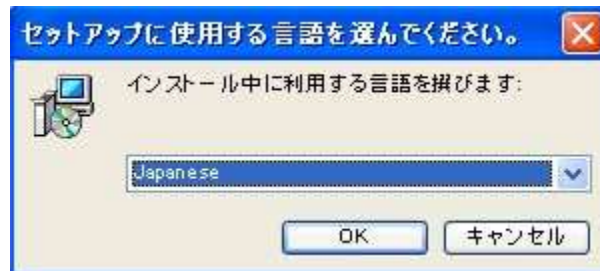 セットアップに使用する言語を選んでください。
インストール中に利用する言語を撰びます:
Japanese
OK
キャンセル